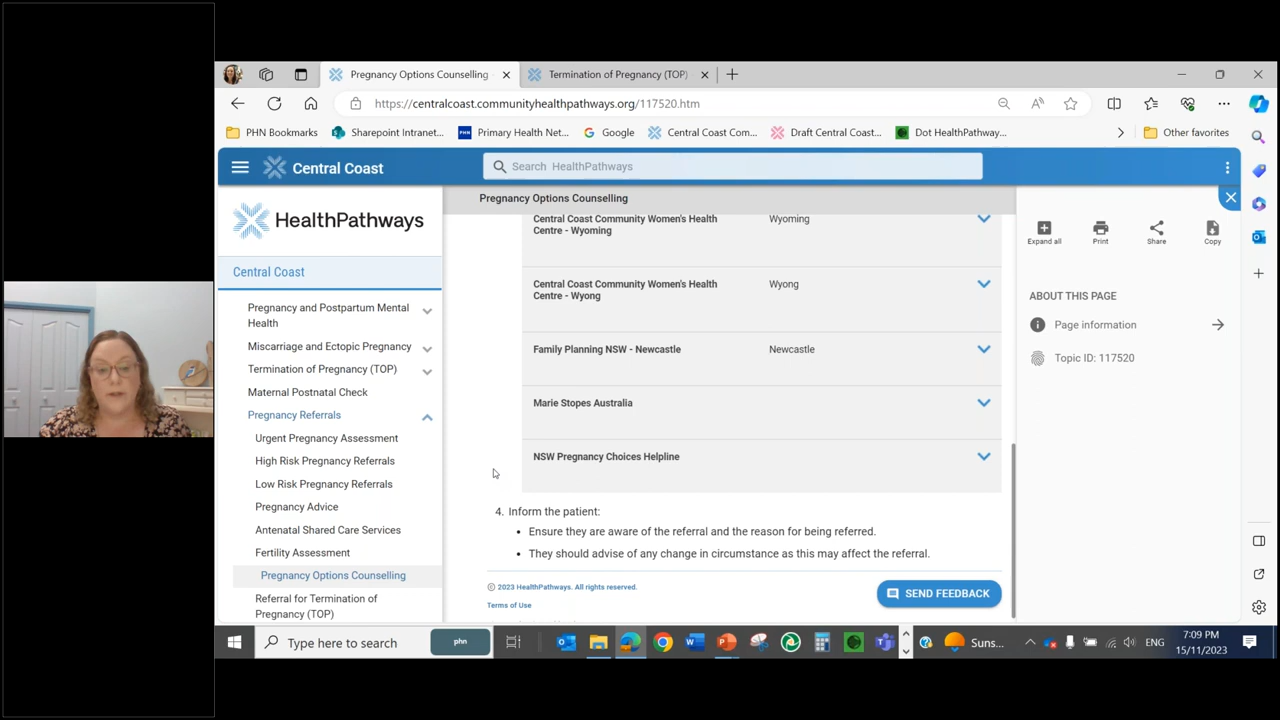 Pregnancy Options Counselling
Termination of Pregnancy (TOP)
https://centralcoast.communityhealthpathways.org/117520.htm
PHN Bookmarks
Sharepoint Intranet...
PHN
Primary Health Net...
Google
Central Coast Com...
Draft Central Coast...
Dot HealthPathway...
Other favorites
Central Coast
Search HealthPathways
HealthPathways
Central Coast
Pregnancy and Postpartum Mental
Health
Miscarriage and Ectopic Pregnancy
Termination of Pregnancy (TOP)
Maternal Postnatal Check
Pregnancy Referrals
Urgent Pregnancy Assessment
High Risk Pregnancy Referrals
Low Risk Pregnancy Referrals
Pregnancy Advice
Antenatal Shared Care Services
Fertility Assessment
Pregnancy Options Counselling
Referral for Termination of
Pregnancy (TOP)
Pregnancy Options Counselling
Central Coast Community Women's Health
Centre - Wyoming
Wyoming
Central Coast Community Women's Health
Centre - Wyong
Wyong
Family Planning NSW - Newcastle
Newcastle
Marie Stopes Australia
NSW Pregnancy Choices Helpline
4. Inform the patient:
• Ensure they are aware of the referral and the reason for being referred.
• They should advise of any change in circumstance as this may affect the referral.
© 2023 HealthPathways. All rights reserved.
Terms of Use
SEND FEEDBACK
Expand all
Print
Share
Copy
ABOUT THIS PAGE
Page information
Topic ID: 117520
Type here to search
phn
Suns...
ENG
7:09 PM
15/11/2023